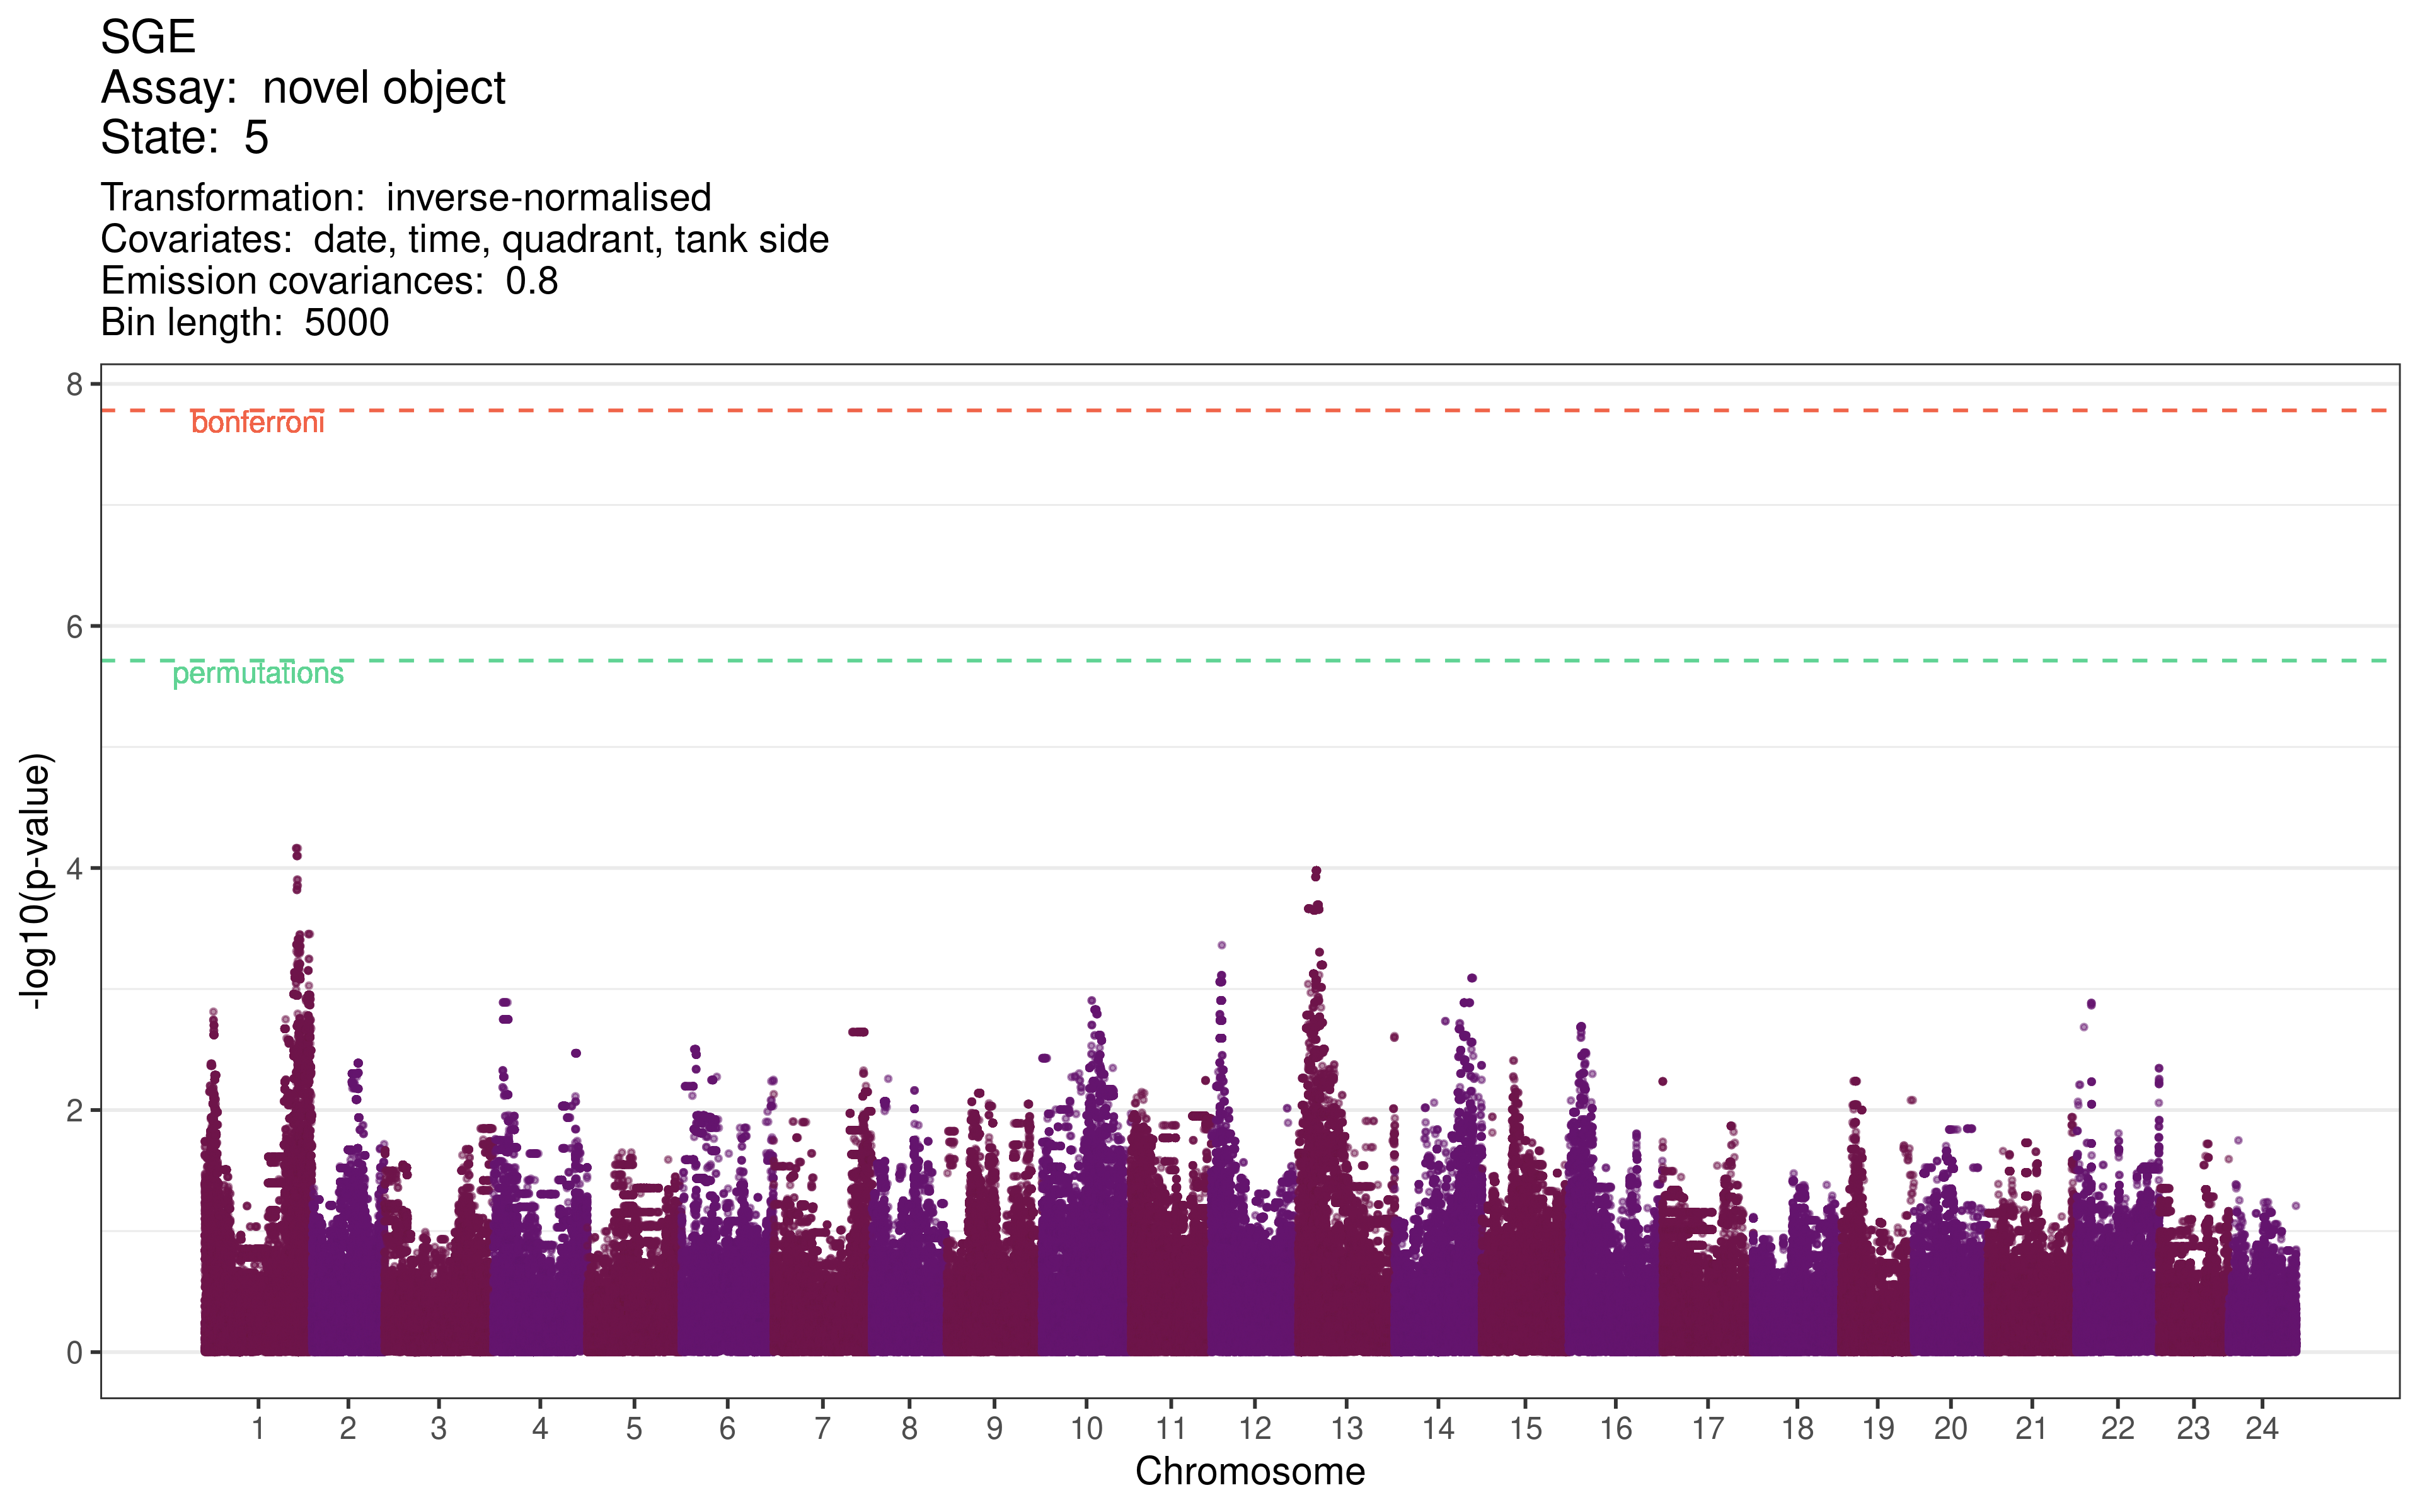 SGE
Assay:  novel object
State:  5
Transformation:  inverse-normalised
Covariates:  date, time, quadrant, tank side
Emission covariances:  0.8
Bin length:  5000
8
bonferroni
6
permutations
4
2
0
-log10(p-value)
1 2 3 4 5 6 7 8 9 10 11 12 13 14 15 16 17 18 19 20 21 22 23 24
Chromosome